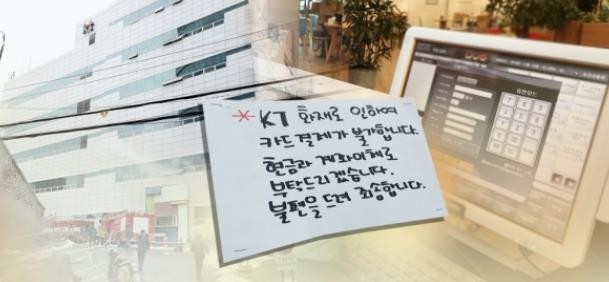 * KT 화재로 인하여
카드결제가 불가합니다.
현금과 계좌이체로
부탁드리겠습니다.
불편을 드려 죄송합니다.